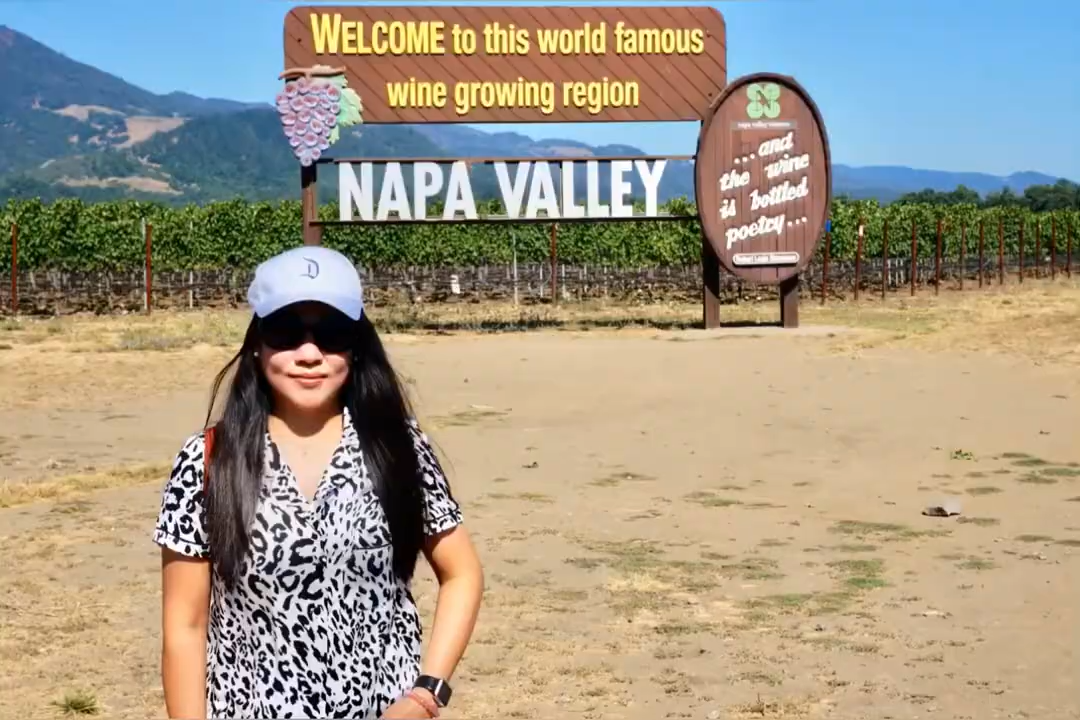 WELCOME to this world famous
wine growing region
NAPA VALLEY
...and
the wine
is bottled
poetry...
D